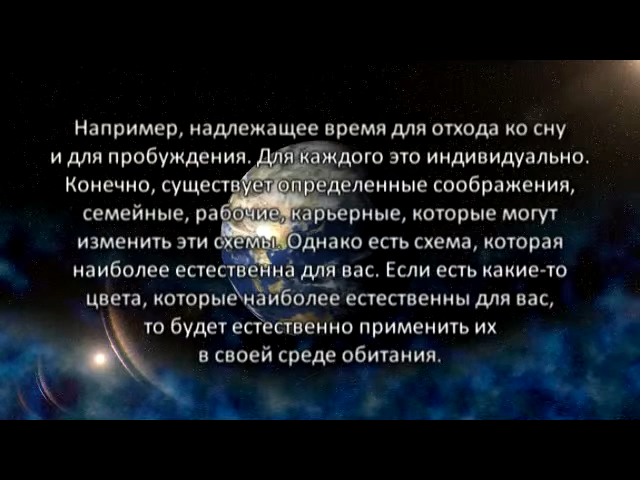 Например, надлежащее время для отхода ко сну
и для пробуждения. Для каждого это индивидуально.
Конечно, существует определенные соображения,
семейные, рабочие, карьерные, которые могут
изменить эти схемы. Однако есть схема, которая
наиболее естественна для вас. Если есть какие-то
цвета, которые наиболее естественны для вас,
то будет естественно применить их
в своей среде обитания.